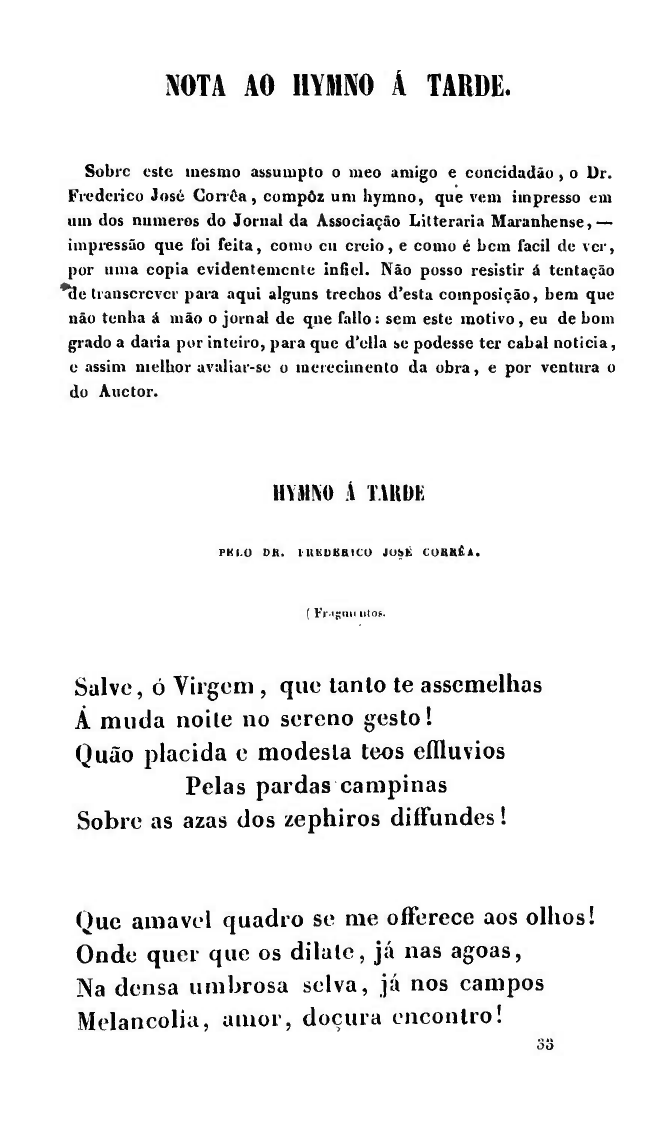 NOTA AO HYMNO Á TARDE.
Sobre este mesmo assumpto o meo amigo e concidadão, o Dr.
Frederico José Corrêa, compôz um hymno, que vem impresso em
um dos numeros do Jornal da Associação Litteraria Maranhense, —
impressão que foi feita, como eu creio, e como é bem facil de ver,
por uma copia evidentemente infiel. Não posso resistir á tentação
de transcrever para aqui alguns trechos d'esta composição, bem que
não tenha á mão o jornal de que fallo: sem este motivo, eu de bom
grado a daria por inteiro, para que d'ella se podesse ter cabal noticia,
e assim melhor avaliar-se o merecimento da obra, e por ventura o
do Auctor.
HYMNO Á TARDE
PELO DR. FREDERICO JOSÉ CORRÊA.
(Fragmentos.
Salve, ó Virgem, que tanto te assemelhas
Á muda noite no sereno gesto!
Quão placida e modesta teos effluvios
Pelas pardas campinas
Sobre as azas dos zephiros diffundes!
Que amavel quadro se me offerece aos olhos!
Onde quer que os dilate, já nas agoas,
Na densa umbrosa selva, já nos campos
Melancolia, amor, doçura encontro!
33